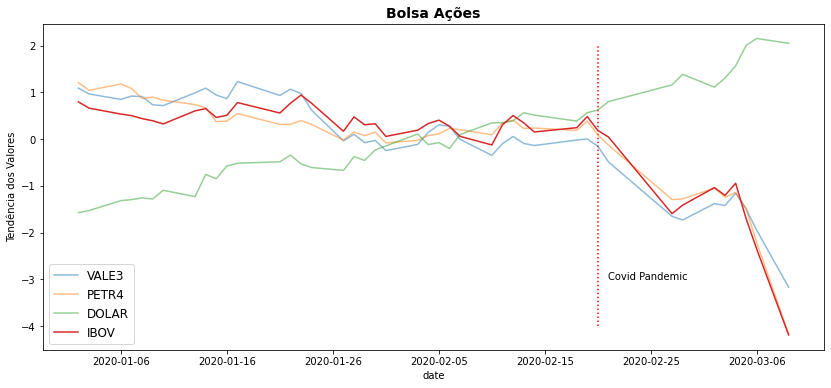 Bolsa Ações
Tendência dos Valores
2
1
0
−1
−2
−3
−4
VALE3
PETR4
DOLAR
IBOV
Covid Pandemic
2020-01-06 2020-01-16 2020-01-26 2020-02-05 2020-02-15 2020-02-25 2020-03-06
date